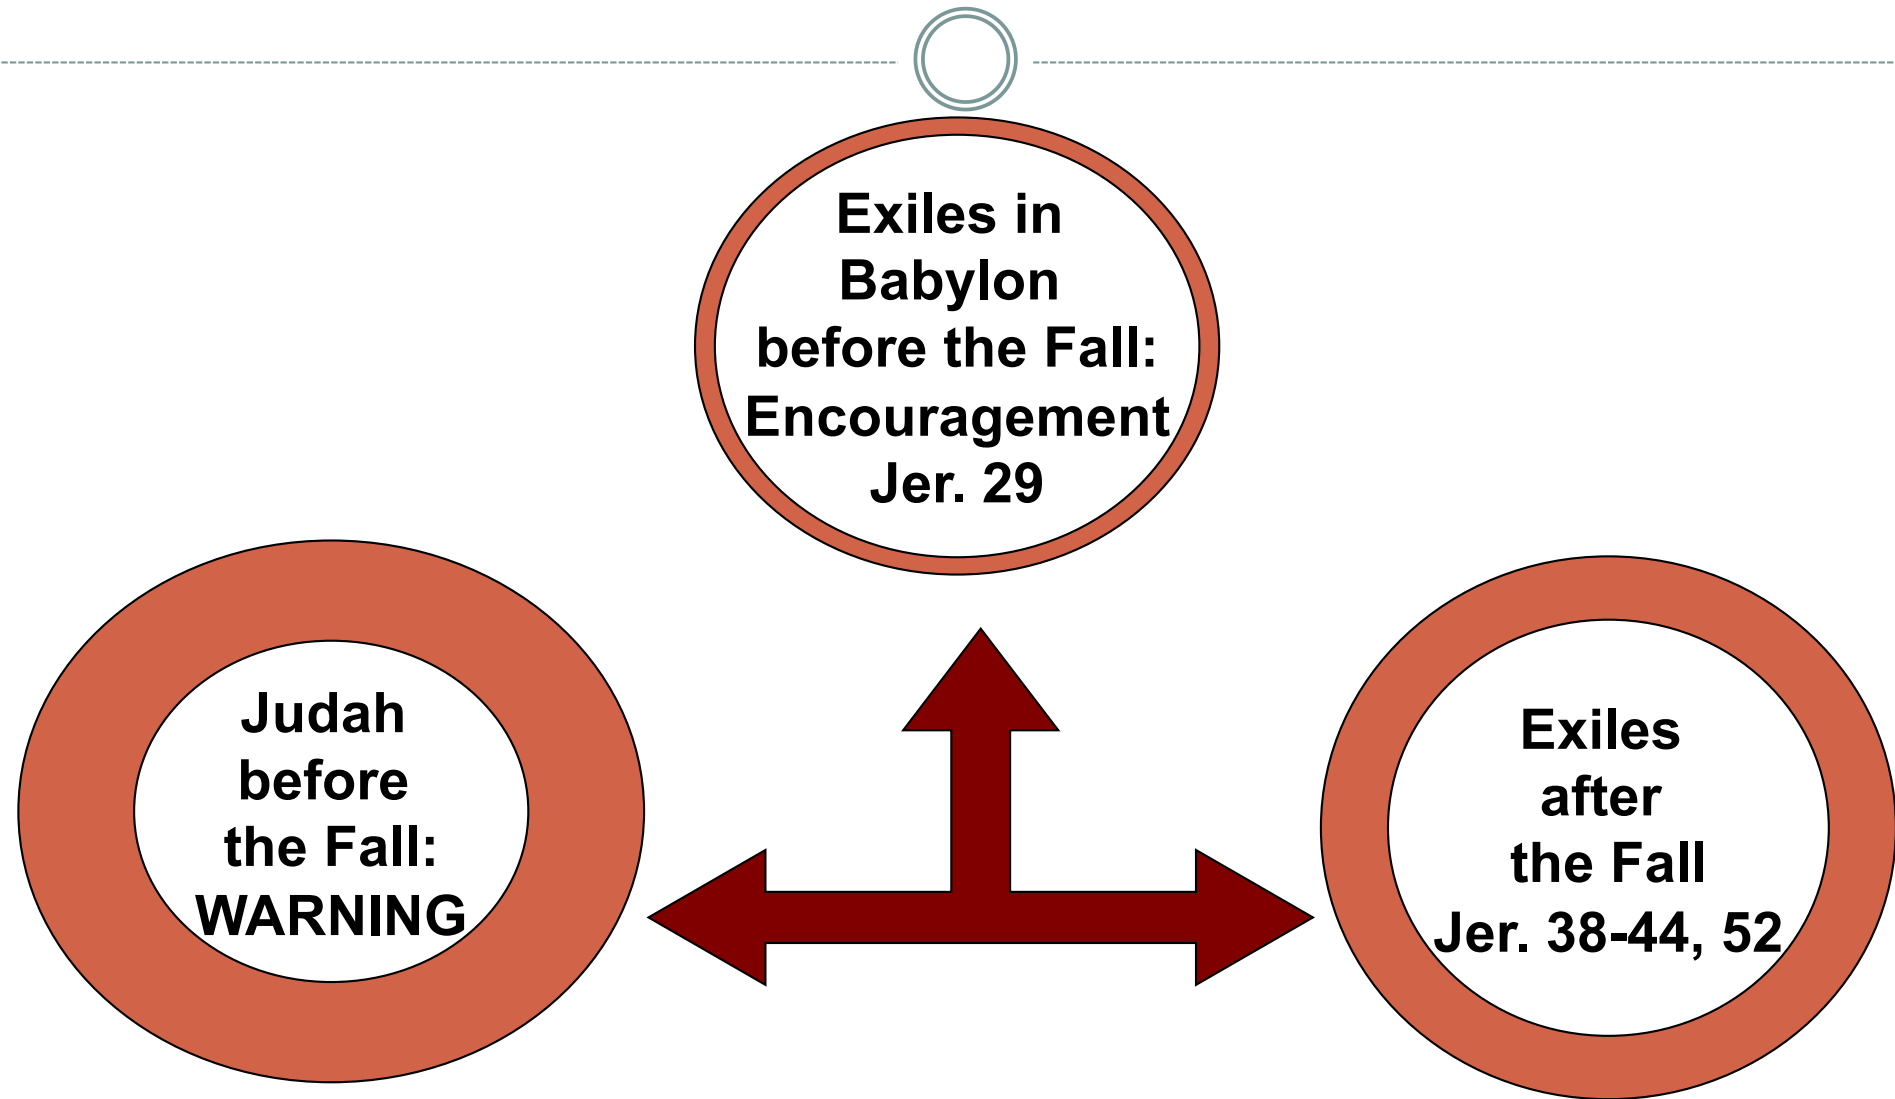 Exiles in
Babylon
before the Fall:
Encouragement
Jer. 29
Judah
before
the Fall:
WARNING
Exiles
after
the Fall
Jer. 38-44, 52